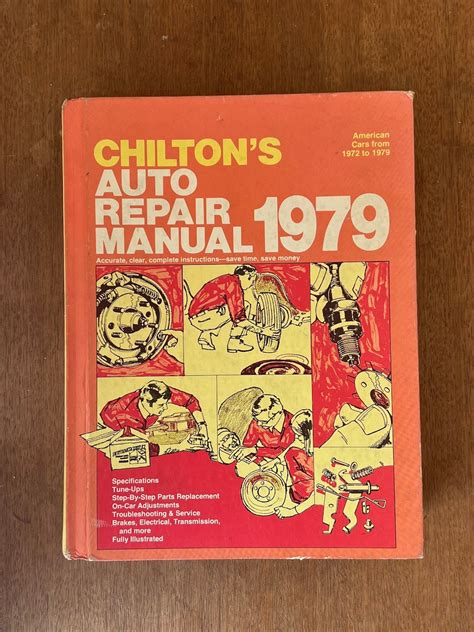 American
Cars from
1972 to 1979
CHILTON'S
AUTO
REPAIR
MANUAL 1979
Accurate, clear, complete instructions—save time, save money
Specifications
Tune-Ups
Step-By-Step Parts Replacement
On-Car Adjustments
Troubleshooting & Service
Brakes, Electrical, Transmission,
and more
Fully Illustrated